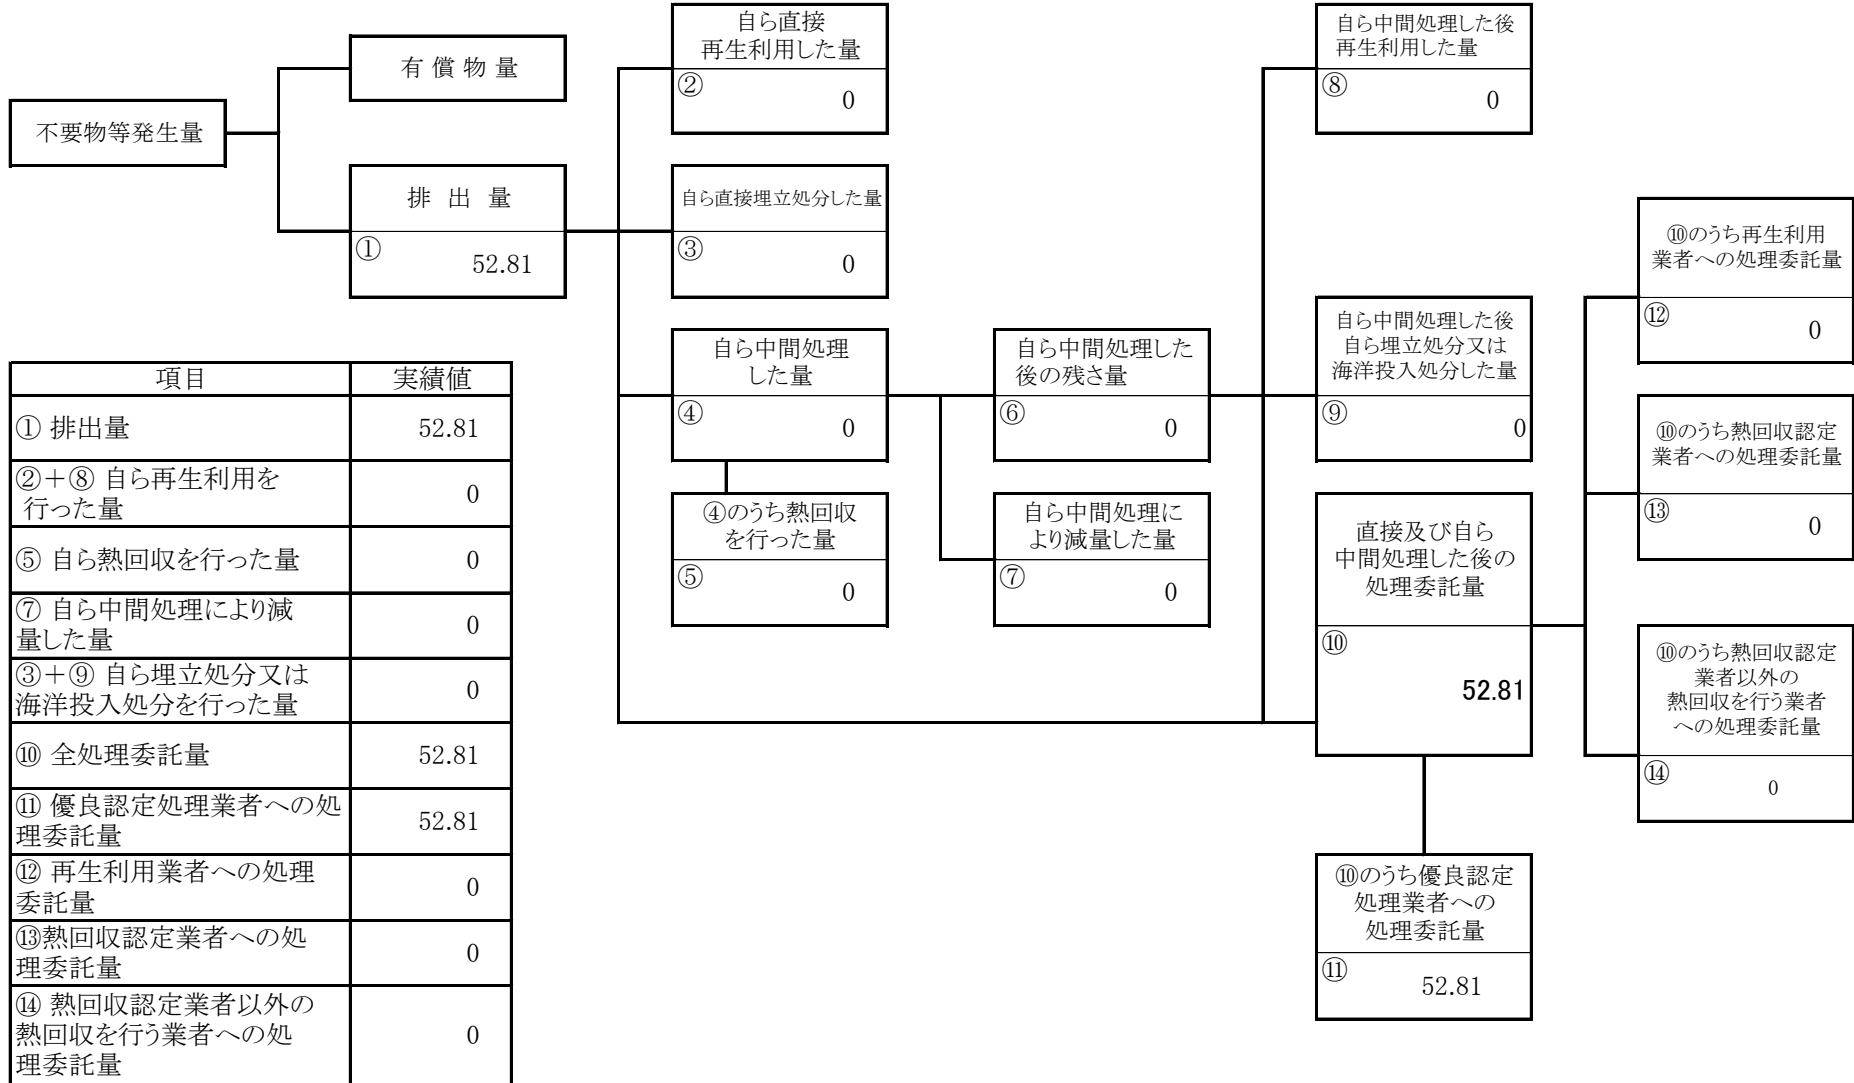 不要物等発生量
有 償 物 量
排 出 量
①
52.81
自ら直接
再生利用した量
②
0
自ら直接埋立処分した量
③
0
自ら中間処理
した量
④
0
④のうち熱回収
を行った量
⑤
0
自ら中間処理した
後の残さ量
⑥
0
自ら中間処理に
より減量した量
⑦
0
自ら中間処理した後
再生利用した量
⑧
0
自ら中間処理した後
自ら埋立処分又は
海洋投入処分した量
⑨
0
直接及び自ら
中間処理した後の
処理委託量
⑩
52.81
⑩のうち優良認定
処理業者への
処理委託量
⑪
52.81
⑩のうち再生利用
業者への処理委託量
⑫
0
⑩のうち熱回収認定
業者への処理委託量
⑬
0
⑩のうち熱回収認定
業者以外の
熱回収を行う業者
への処理委託量
⑭
0
項目 実績値
① 排出量 52.81
②＋⑧ 自ら再生利用を
行った量 0
⑤ 自ら熱回収を行った量 0
⑦ 自ら中間処理により減
量した量 0
③＋⑨ 自ら埋立処分又は
海洋投入処分を行った量 0
⑩ 全処理委託量 52.81
⑪ 優良認定処理業者への処
理委託量 52.81
⑫ 再生利用業者への処理
委託量 0
⑬熱回収認定業者への処
理委託量 0
⑭ 熱回収認定業者以外の
熱回収を行う業者への処
理委託量 0